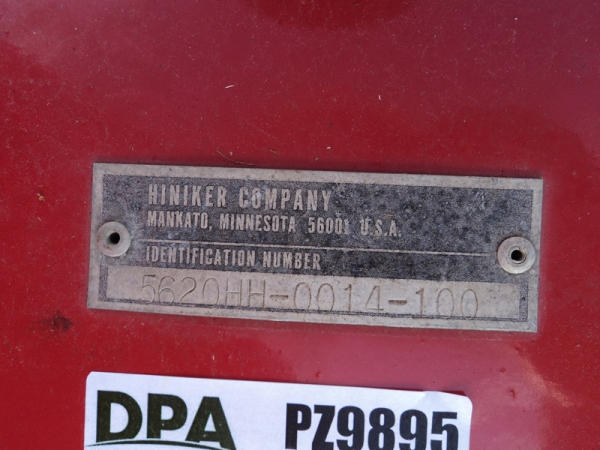 HINIKER COMPANY
MANKATO, MINNESOTA 56001 U.S.A.
IDENTIFICATION NUMBER
5620HH-0014-100
DPA PZ9895